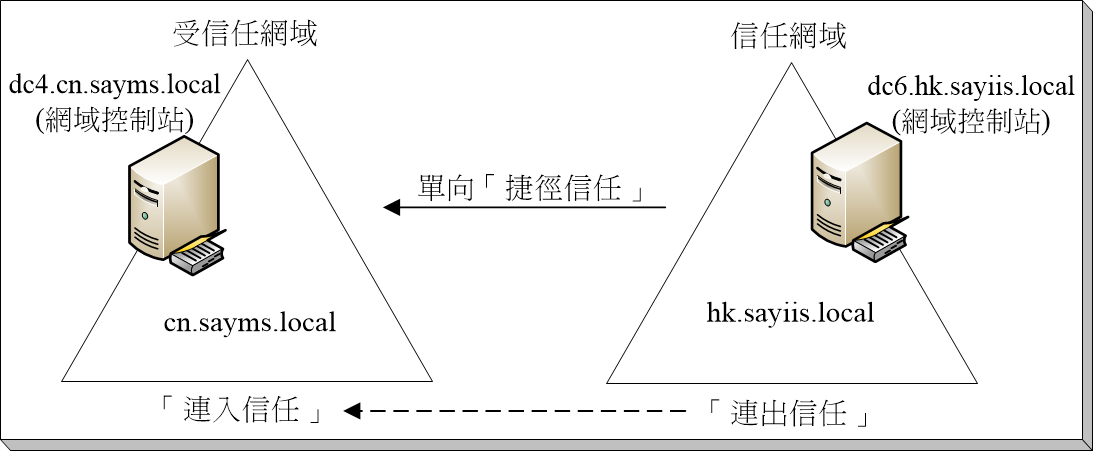 受信任網域
dc4.cn.sayms.local
(網域控制站)
cn.sayms.local
「 連入信任 」
單向「 捷徑信任 」
信任網域
dc6.hk.sayiis.local
(網域控制站)
hk.sayiis.local
「 連出信任 」